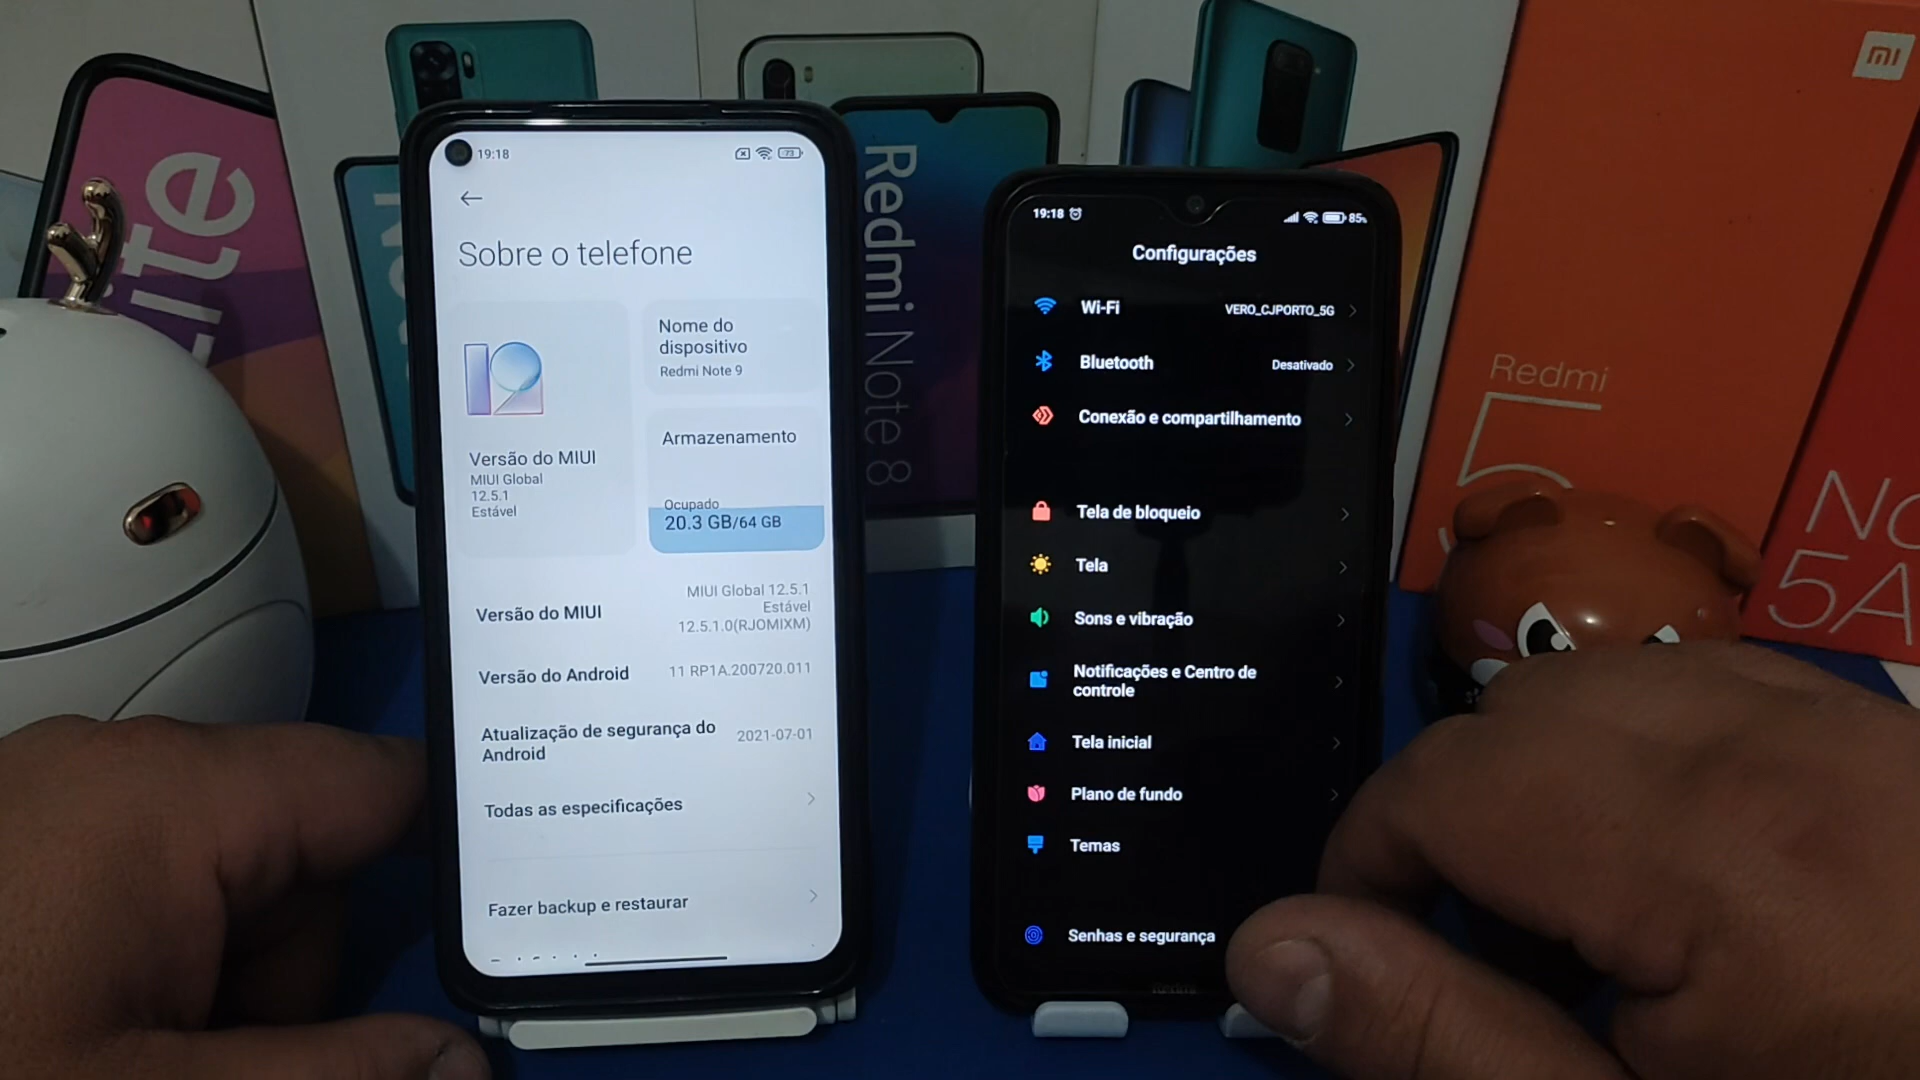 19:18
73
Sobre o telefone
Nome do
dispositivo
Redmi Note 9
Versão do MIUI
MIUI Global
12.5.1
Estável
Armazenamento
Ocupado
20.3 GB/64 GB
Versão do MIUI
MIUI Global 12.5.1
Estável
12.5.1.0(RJOMIXM)
Versão do Android
11 RP1A.200720.011
Atualização de segurança do
Android
2021-07-01
Todas as especificações
Fazer backup e restaurar
19:18
85%
Configurações
Wi-Fi
VERO_CJPORTO_5G
Bluetooth
Desativado
Conexão e compartilhamento
Tela de bloqueio
Tela
Sons e vibração
Notificações e Centro de
controle
Tela inicial
Plano de fundo
Temas
Senhas e segurança
Redmi
Lite
Redmi Note 8
Redmi
5
mi
5A